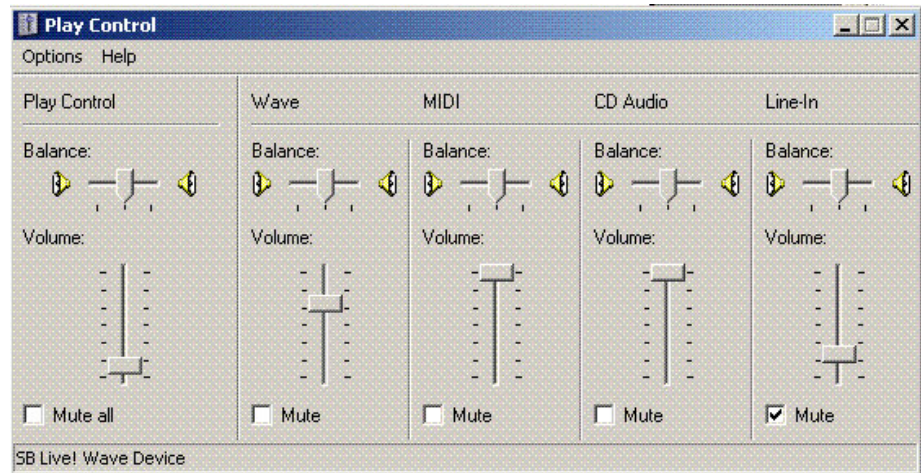 Play Control
Options Help
Play Control Wave MIDI CD Audio Line-In
Balance: Balance: Balance: Balance: Balance:
Volume: Volume: Volume: Volume: Volume:
Mute all Mute Mute Mute Mute
SB Live! Wave Device